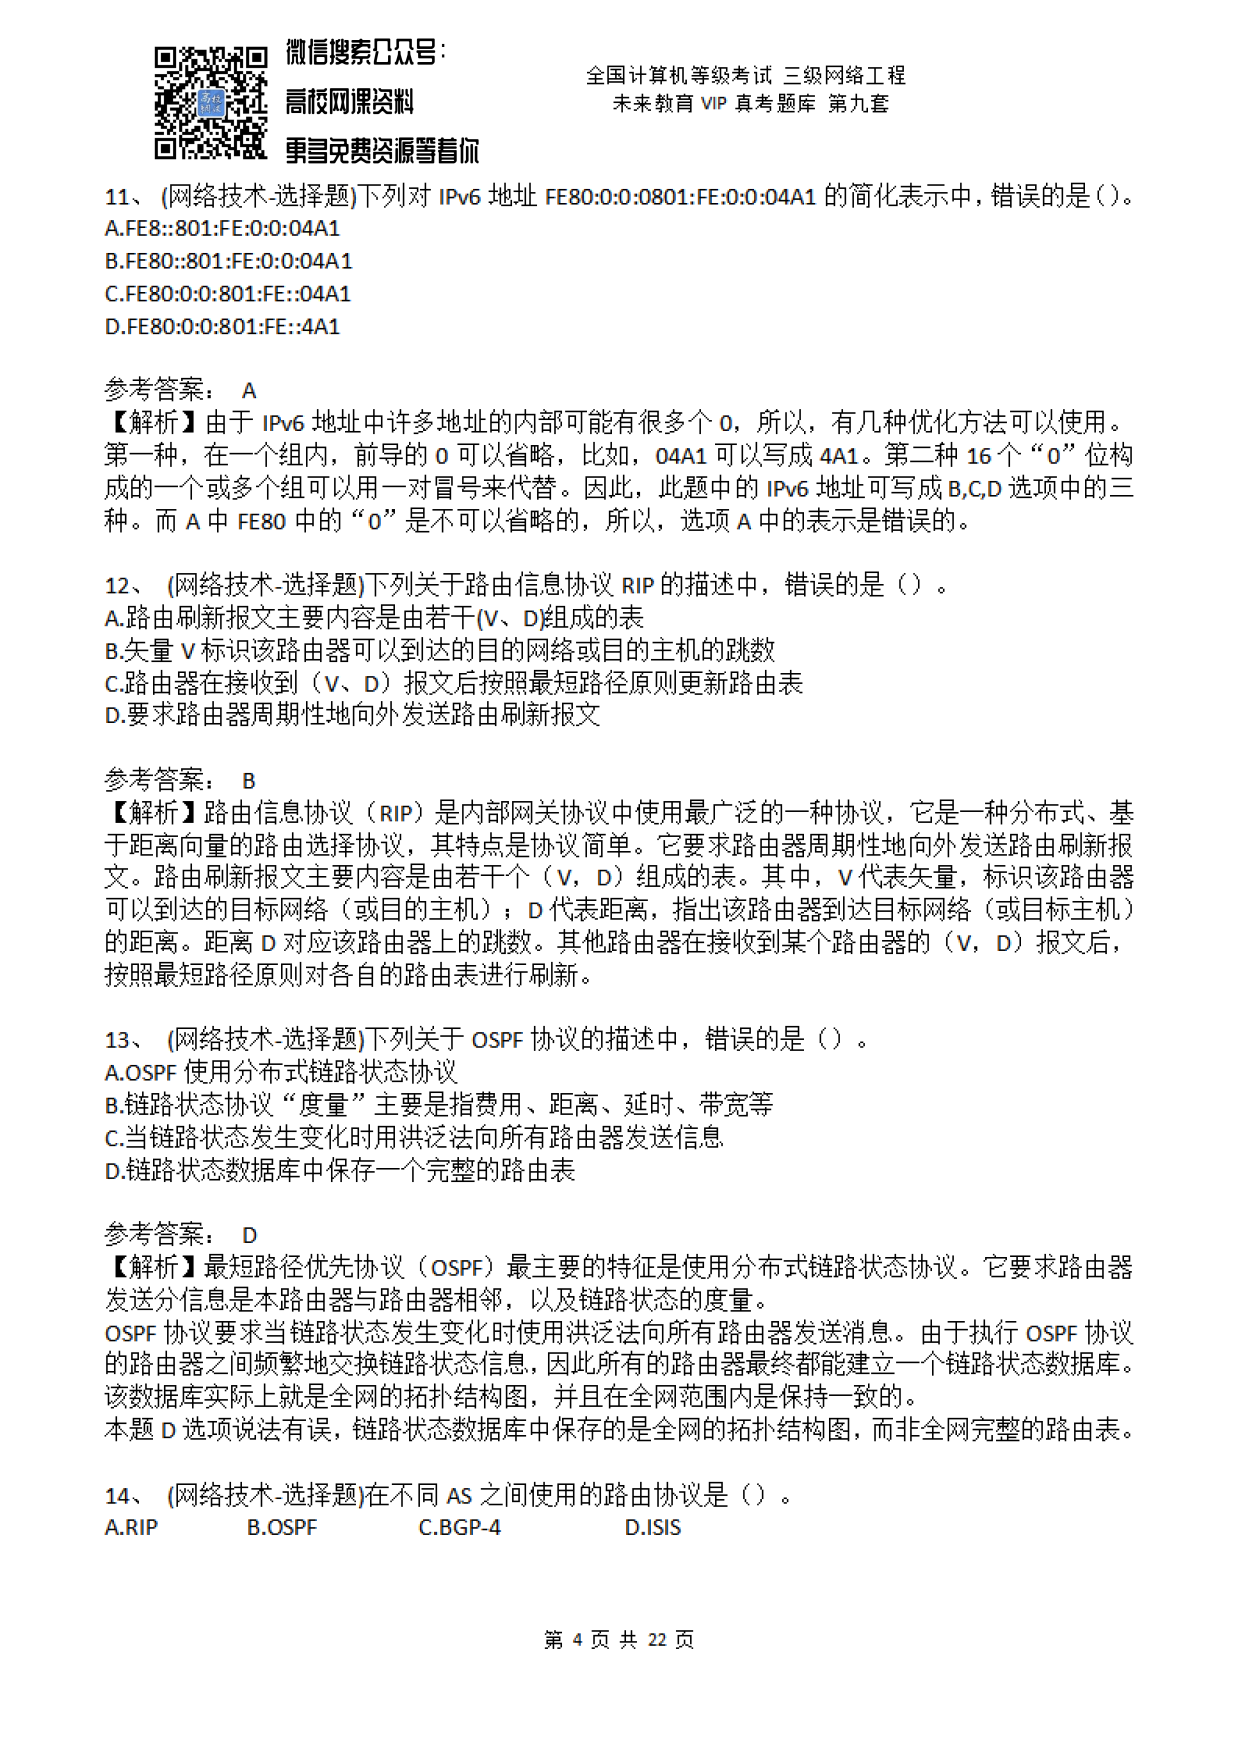 微信搜索公众号：
高校网课资料
更多免费资源等着你
全国计算机等级考试 三级网络工程
未来教育 VIP 真考题库 第九套
11、 (网络技术-选择题)下列对 IPv6 地址 FE80:0:0:0801:FE:0:0:04A1 的简化表示中，错误的是（）。
A.FE8::801:FE:0:0:04A1
B.FE80::801:FE:0:0:04A1
C.FE80:0:0:801:FE::04A1
D.FE80:0:0:801:FE::4A1
参考答案： A
【解析】由于 IPv6 地址中许多地址的内部可能有很多个 0，所以，有几种优化方法可以使用。
第一种，在一个组内，前导的 0 可以省略，比如，04A1 可以写成 4A1。第二种 16 个“0”位构
成的一个或多个组可以用一对冒号来代替。因此，此题中的 IPv6 地址可写成 B,C,D 选项中的三
种。而 A 中 FE80 中的“0”是不可以省略的，所以，选项 A 中的表示是错误的。
12、 (网络技术-选择题)下列关于路由信息协议 RIP 的描述中，错误的是（）。
A.路由刷新报文主要内容是由若干(V、D)组成的表
B.矢量 V 标识该路由器可以到达的目的网络或目的主机的跳数
C.路由器在接收到（V、D）报文后按照最短路径原则更新路由表
D.要求路由器周期性地向外发送路由刷新报文
参考答案： B
【解析】路由信息协议（RIP）是内部网关协议中使用最广泛的一种协议，它是一种分布式、基
于距离向量的路由选择协议，其特点是协议简单。它要求路由器周期性地向外发送路由刷新报
文。路由刷新报文主要内容是由若干个（V，D）组成的表。其中，V 代表矢量，标识该路由器
可以到达的目标网络（或目的主机）；D 代表距离，指出该路由器到达目标网络（或目标主机）
的距离。距离 D 对应该路由器上的跳数。其他路由器在接收到某个路由器的（V，D）报文后，
按照最短路径原则对各自的路由表进行刷新。
13、 (网络技术-选择题)下列关于 OSPF 协议的描述中，错误的是（）。
A.OSPF 使用分布式链路状态协议
B.链路状态协议“度量”主要是指费用、距离、延时、带宽等
C.当链路状态发生变化时用洪泛法向所有路由器发送信息
D.链路状态数据库中保存一个完整的路由表
参考答案： D
【解析】最短路径优先协议（OSPF）最主要的特征是使用分布式链路状态协议。它要求路由器
发送分信息是本路由器与路由器相邻，以及链路状态的度量。
OSPF 协议要求当链路状态发生变化时使用洪泛法向所有路由器发送消息。由于执行 OSPF 协议
的路由器之间频繁地交换链路状态信息，因此所有的路由器最终都能建立一个链路状态数据库。
该数据库实际上就是全网的拓扑结构图，并且在全网范围内是保持一致的。
本题 D 选项说法有误，链路状态数据库中保存的是全网的拓扑结构图，而非全网完整的路由表。
14、 (网络技术-选择题)在不同 AS 之间使用的路由协议是（）。
A.RIP B.OSPF C.BGP-4 D.ISIS
第 4 页 共 22 页